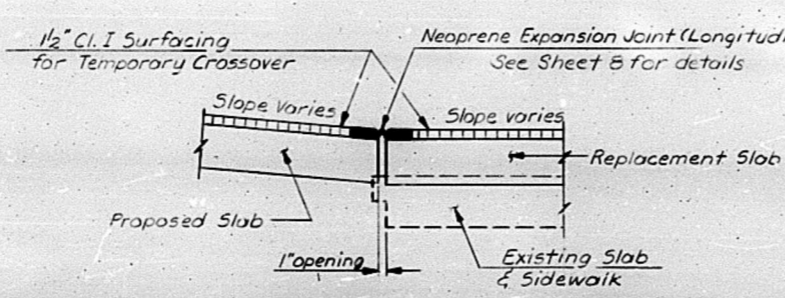 1½" Cl. I Surfacing
for Temporary Crossover
Neoprene Expansion Joint (Longitud
See Sheet 8 for details
Slope Varies
Slope varies
Replacement Slab
Proposed Slab
1" opening
Existing Slab
& Sidewalk